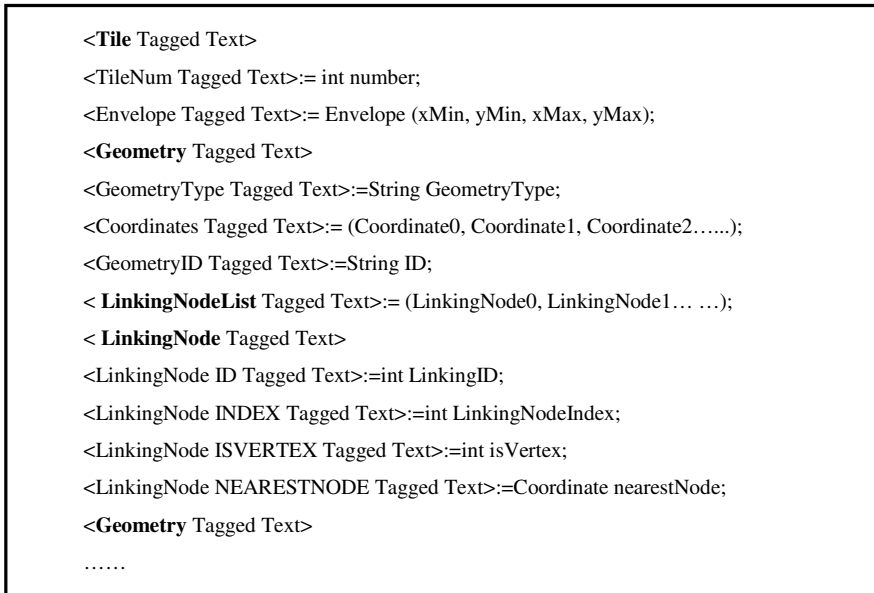 <Tile Tagged Text>
<TileNum Tagged Text>:= int number;
<Envelope Tagged Text>:= Envelope (xMin, yMin, xMax, yMax);
<Geometry Tagged Text>
<GeometryType Tagged Text>:=String GeometryType;
<Coordinates Tagged Text>:= (Coordinate0, Coordinate1, Coordinate2…...);
<GeometryID Tagged Text>:=String ID;
< LinkingNodeList Tagged Text>:= (LinkingNode0, LinkingNode1… …);
< LinkingNode Tagged Text>
<LinkingNode ID Tagged Text>:=int LinkingID;
<LinkingNode INDEX Tagged Text>:=int LinkingNodeIndex;
<LinkingNode ISVERTEX Tagged Text>:=int isVertex;
<LinkingNode NEARESTNODE Tagged Text>:=Coordinate nearestNode;
<Geometry Tagged Text>
……